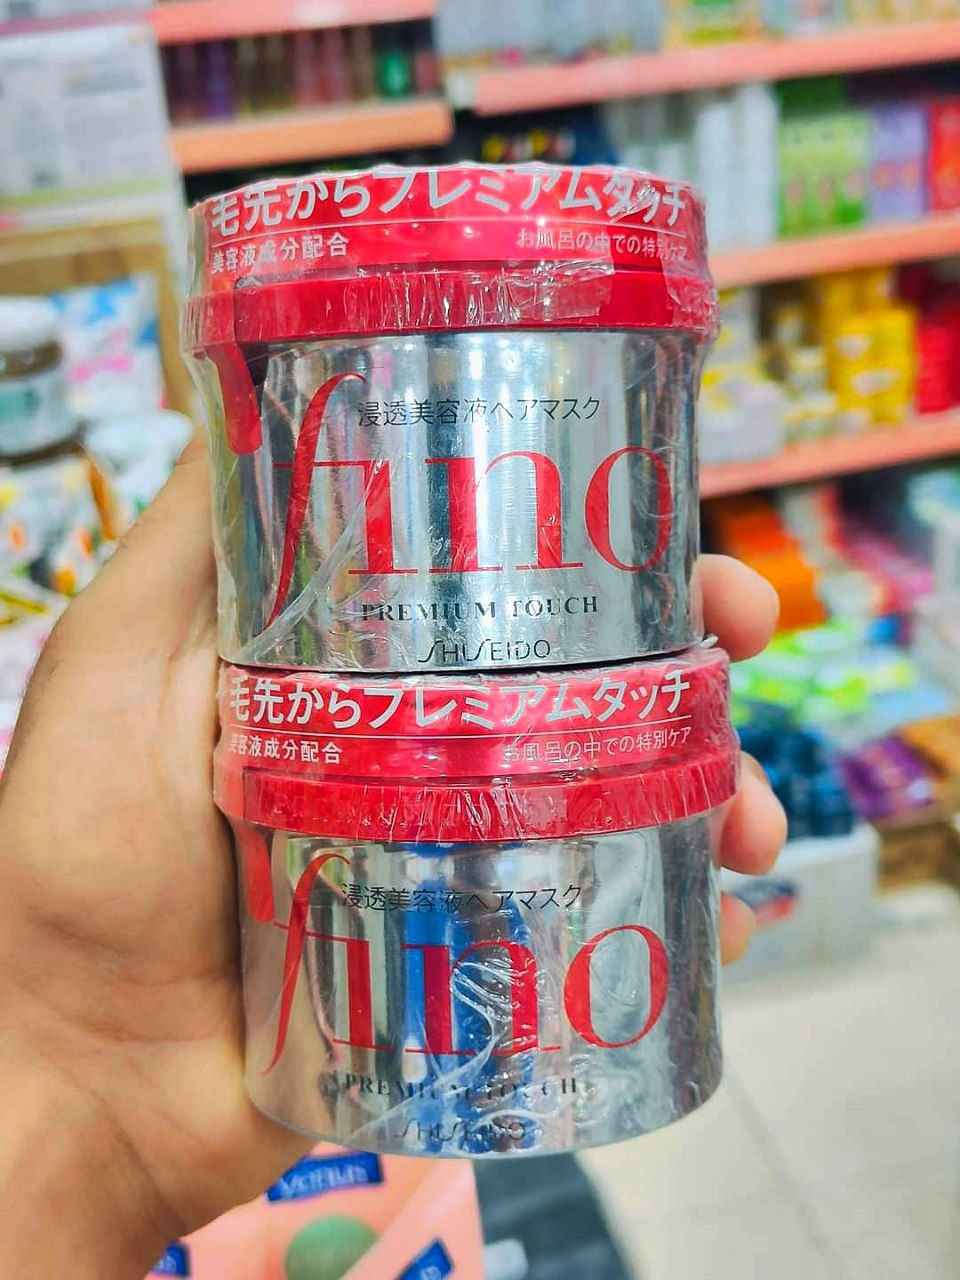 毛先からプレミアムタッチ
美容液成分配合
お風呂の中での特別ケア
浸透美容液ヘアマスク
fino
PREMIUM TOUCH
SHISEIDO
毛先からプレミアムタッチ
美容液成分配合
お風呂の中での特別ケア
浸透美容液ヘアマスク
fino
PREMIUM TOUCH
SHISEIDO